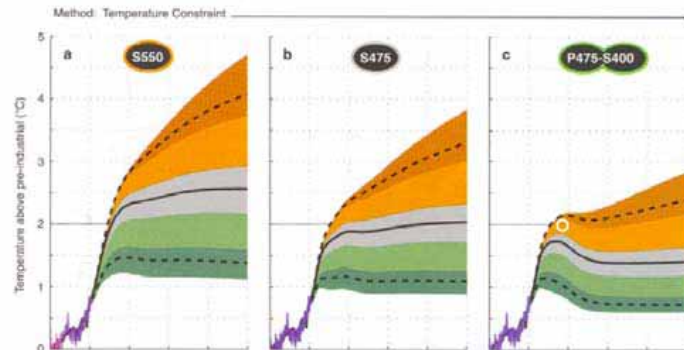 Method: Temperature Constraint
a
S550
b
S475
c
P475-S400
Temperature above pre-industrial (°C)
5
4
3
2
1
0